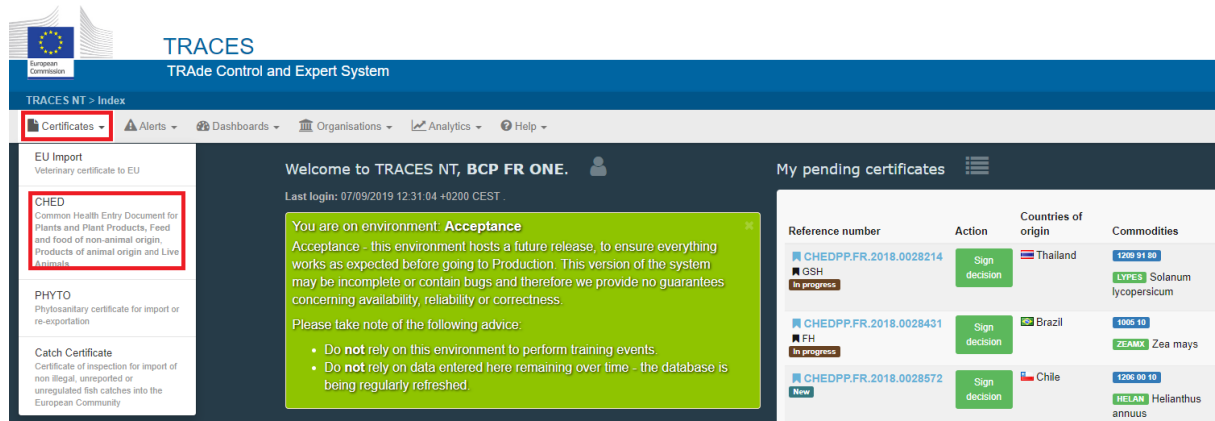 European
Commission
TRACES
TRAde Control and Expert System
TRACES NT > Index
Certificates Alerts Dashboards Organisations Analytics Help
EU Import
Veterinary certificate to EU
CHED
Common Health Entry Document for
Plants and Plant Products, Feed
and food of non-animal origin,
Products of animal origin and Live
Animals
PHYTO
Phytosanitary certificate for import or
re-exportation
Catch Certificate
Certificate of inspection for import of
non illegal, unreported or
unregulated fish catches into the
European Community
Welcome to TRACES NT, BCP FR ONE.
Last login: 07/09/2019 12:31:04 +0200 CEST .
You are on environment: Acceptance
Acceptance - this environment hosts a future release, to ensure everything
works as expected before going to Production. This version of the system
may be incomplete or contain bugs and therefore we provide no guarantees
concerning availability, reliability or correctness.
Please take note of the following advice:
• Do not rely on this environment to perform training events.
• Do not rely on data entered here remaining over time - the database is
being regularly refreshed.
My pending certificates
Reference number Action Countries of origin Commodities
CHEDPP.FR.2018.0028214
GSH
In progress
Sign
decision
Thailand
1209 91 80
LYPES Solanum
lycopersicum
CHEDPP.FR.2018.0028431
FH
In progress
Sign
decision
Brazil
1005 10
ZEAMX Zea mays
CHEDPP.FR.2018.0028572
New
Sign
decision
Chile
1206 00 10
HELAN Helianthus
annuus